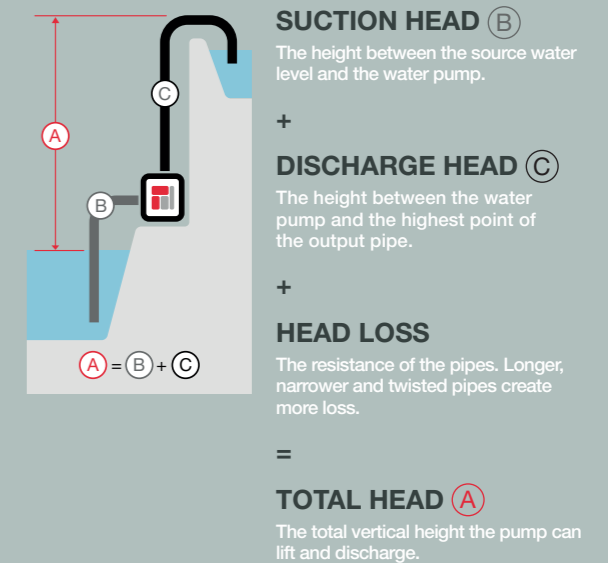 SUCTION HEAD B
The height between the source water
level and the water pump.
+
DISCHARGE HEAD C
The height between the water
pump and the highest point of
the output pipe.
+
HEAD LOSS
The resistance of the pipes. Longer,
narrower and twisted pipes create
more loss.
=
TOTAL HEAD A
The total vertical height the pump can
lift and discharge.
C
A
B
A = B + C